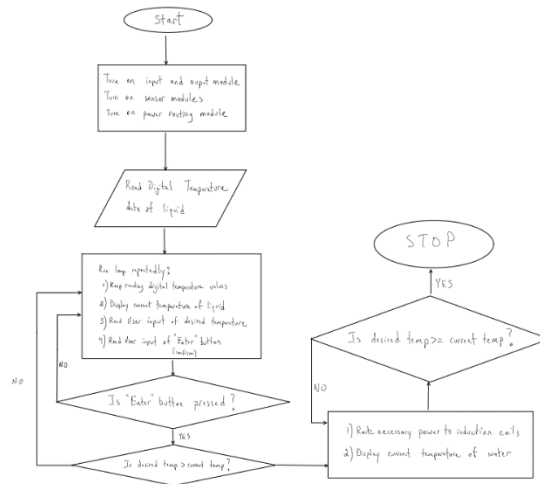 Start
Turn on input and ouput module
Turn on sensor modules
Turn on power routing module
Read Digital Temperature
data of liquid
Run loop repeatedly:
1) Keep reading digital temperature values
2) Display current temperature of liquid
3) Read User input of desired temperature
4) Read User input of "Enter" button
(confirm)
NO
NO
Is "Enter" button pressed?
YES
Is desired temp > current temp?
STOP
YES
Is desired temp >= current temp?
NO
1) Route necessary power to induction coils
2) Display current temperature of water